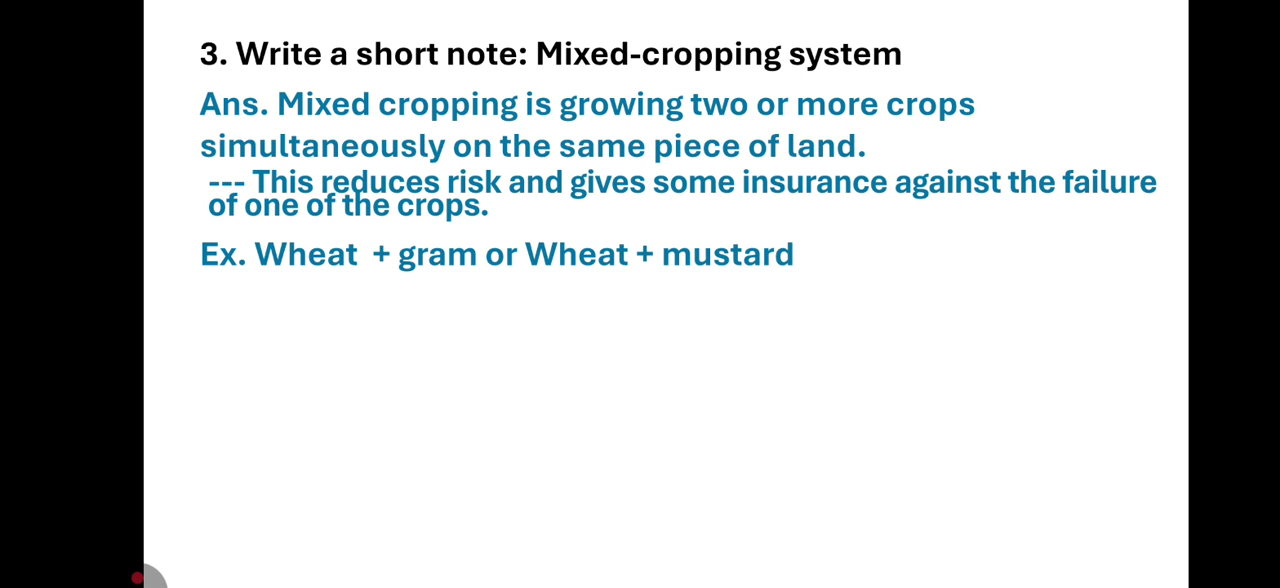 3. Write a short note: Mixed-cropping system
Ans. Mixed cropping is growing two or more crops
simultaneously on the same piece of land.
--- This reduces risk and gives some insurance against the failure
of one of the crops.
Ex. Wheat + gram or Wheat + mustard